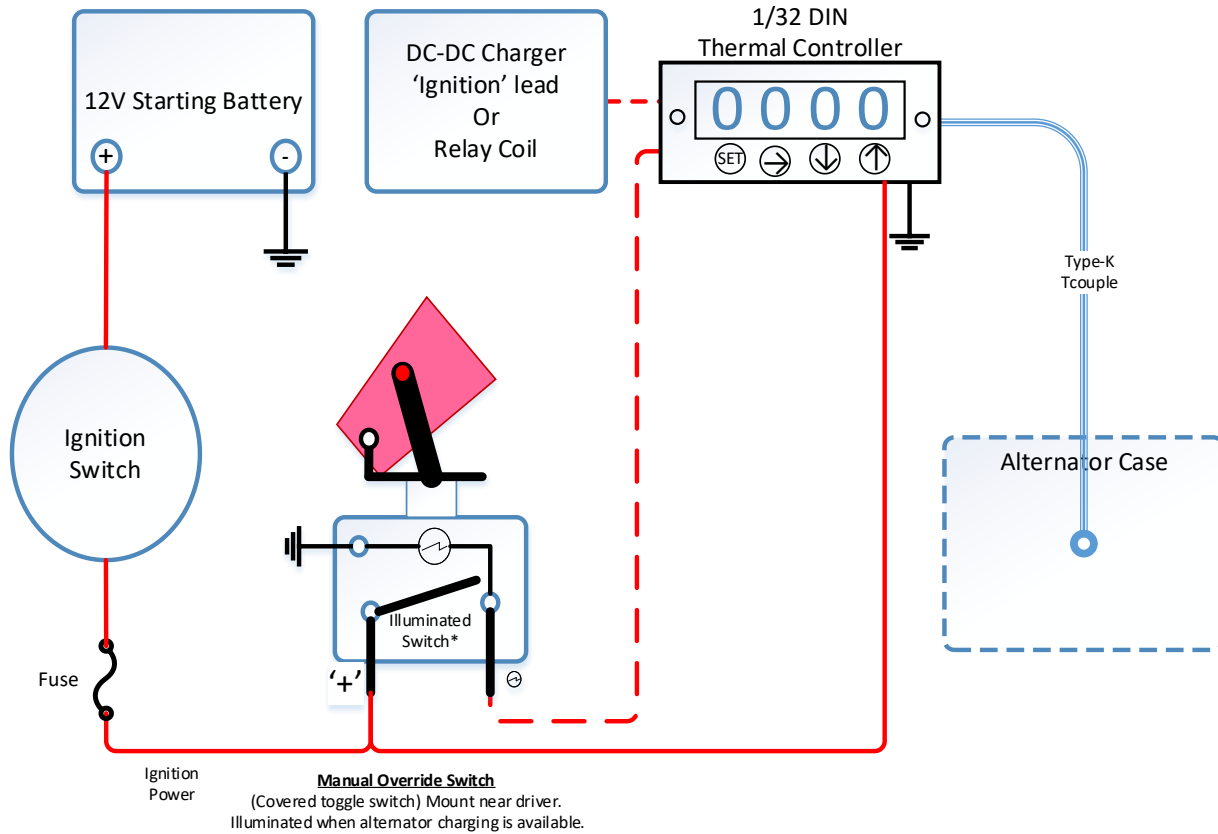 1/32 DIN
Thermal Controller
12V Starting Battery
+
-
DC-DC Charger
‘Ignition’ lead
Or
Relay Coil
0000
SET
Type-K
Tcouple
Ignition
Switch
Alternator Case
Illuminated
Switch*
‘+’
Fuse
Ignition
Power
Manual Override Switch
(Covered toggle switch) Mount near driver.
Illuminated when alternator charging is available.